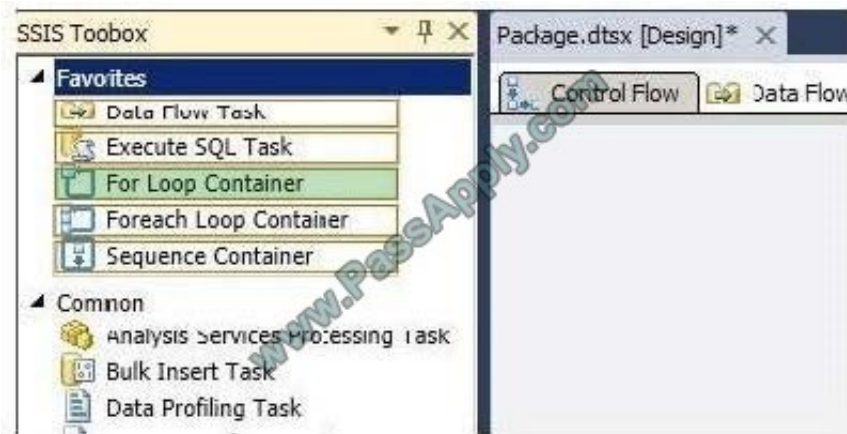 SSIS Toobox
Package.dtsx [Design]*
Favorites
Control Flow
Data Flow
Data Flow Task
Execute SQL Task
For Loop Container
Foreach Loop Container
Sequence Container
Common
Analysis Services Processing Task
Bulk Insert Task
Data Profiling Task
www.PassApply.com